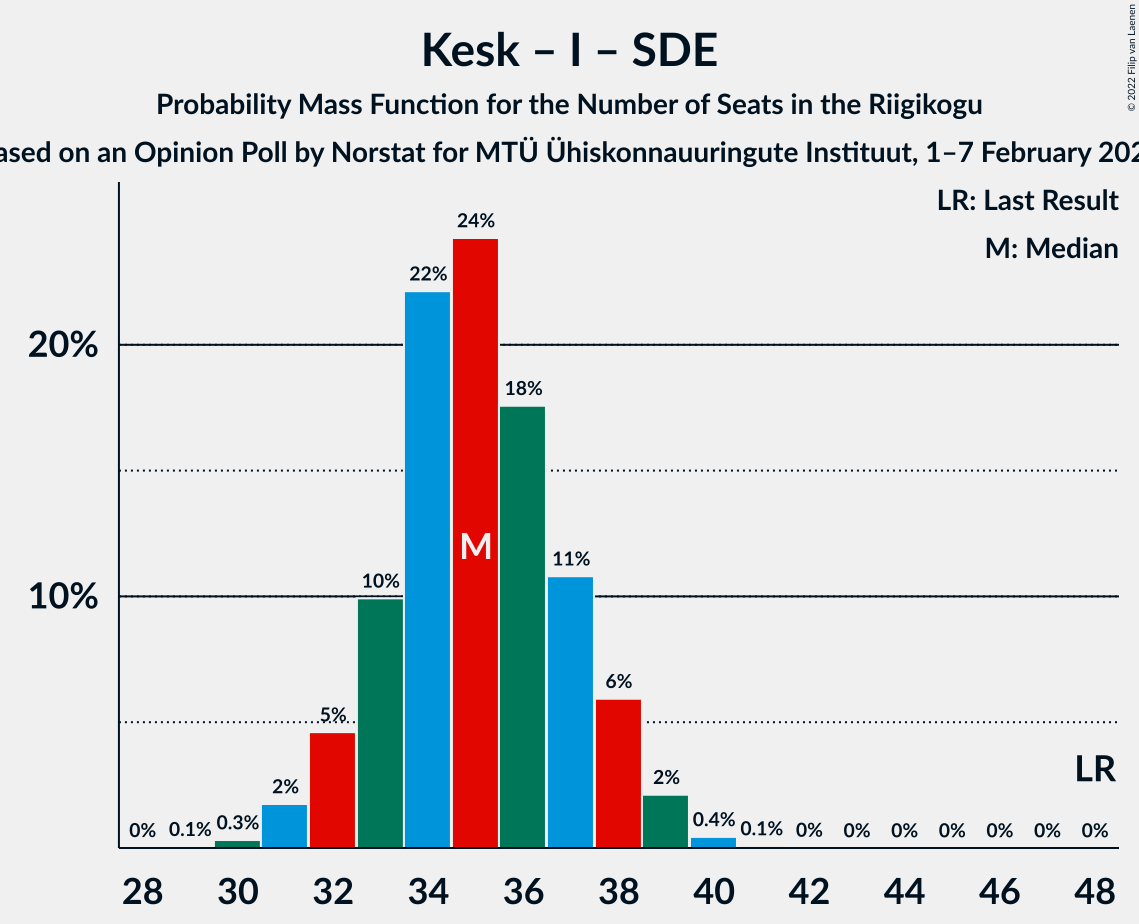 Kesk – I – SDE
Probability Mass Function for the Number of Seats in the Riigikogu
on an Opinion Poll by Norstat for MTÜ Ühiskonnauuringute Instituut, 1–7 February
© 2022 Filip van Laenen
LR: Last Result
M: Median
24%
22%
20%
18%
M
11%
10%
10%
6%
5%
LR
2%
2%
0% 0.1% 0.3% 0.4% 0.1% 0% 0% 0% 0% 0% 0% 0%
28 30 32 34 36 38 40 42 44 46 48